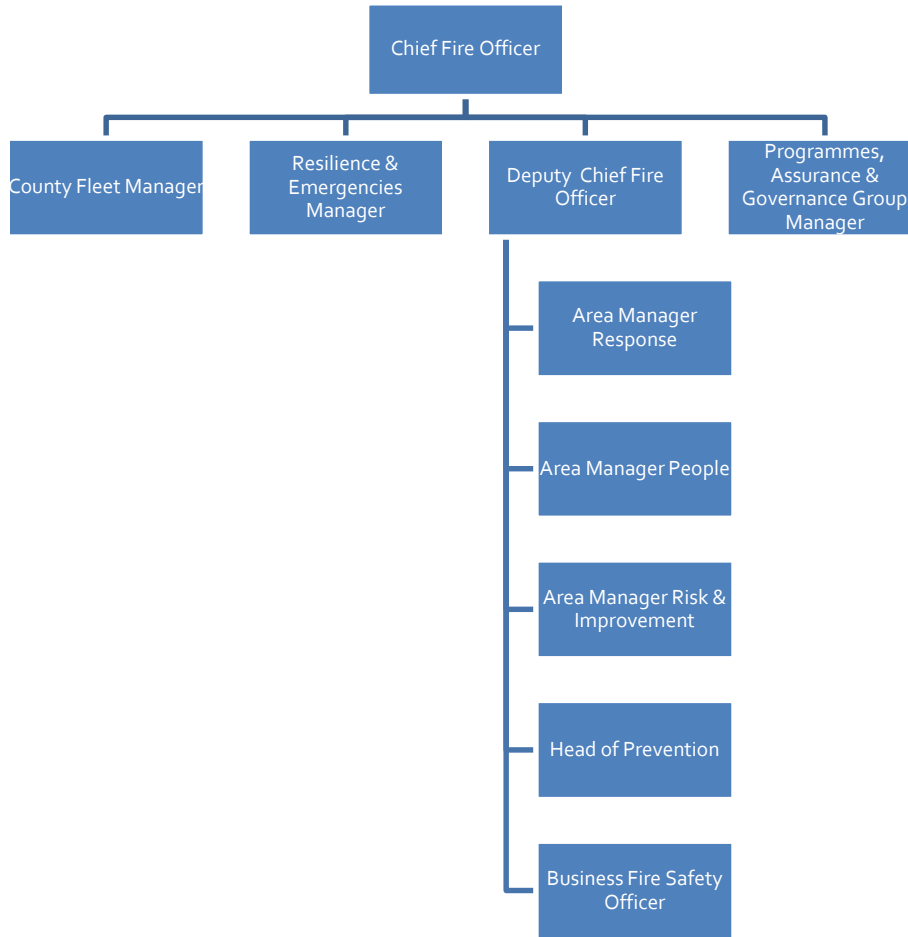 Chief Fire Officer
County Fleet Manager
Resilience &
Emergencies
Manager
Deputy Chief Fire
Officer
Programmes,
Assurance &
Governance Group
Manager
Area Manager
Response
Area Manager People
Area Manager Risk &
Improvement
Head of Prevention
Business Fire Safety
Officer